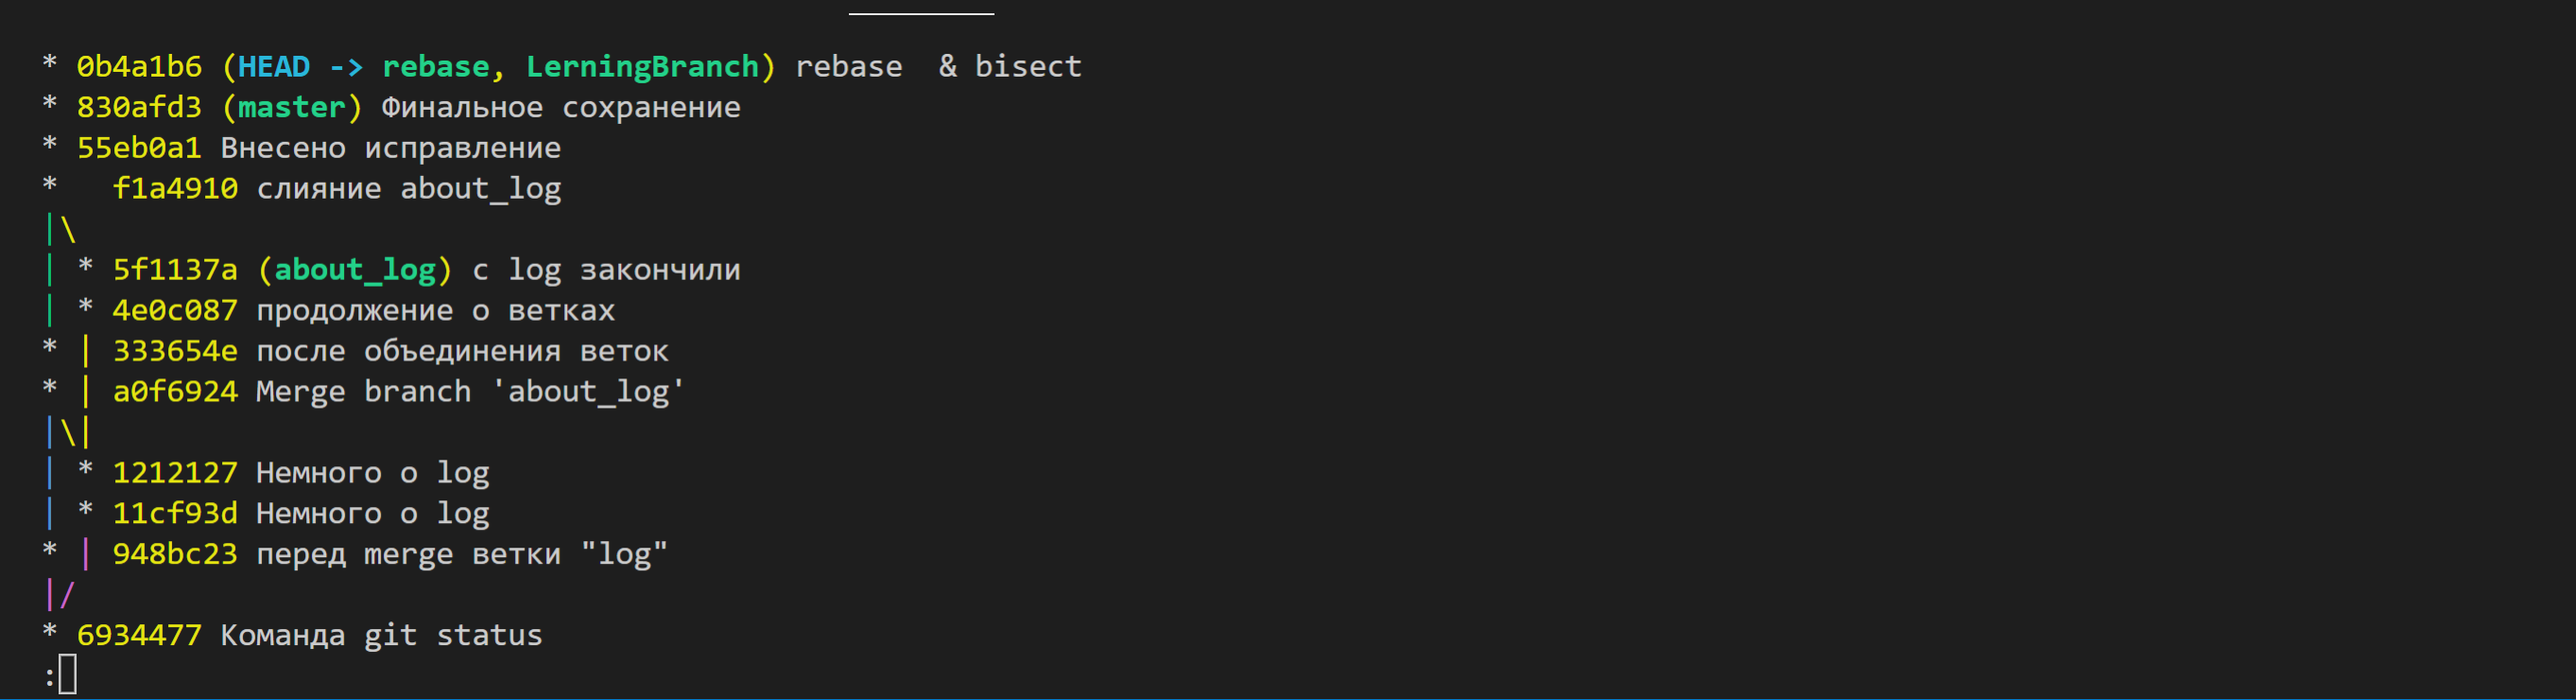 * 0b4a1b6 (HEAD -> rebase, LerningBranch) rebase  & bisect
* 830afd3 (master) Финальное сохранение
* 55eb0a1 Внесено исправление
*   f1a4910 слияние about_log
|\
| * 5f1137a (about_log) с log закончили
| * 4e0c087 продолжение о ветках
* | 333654e после объединения веток
* | a0f6924 Merge branch 'about_log'
|\|
| * 1212127 Немного о log
| * 11cf93d Немного о log
* | 948bc23 перед merge ветки "log"
|/
* 6934477 Команда git status
: